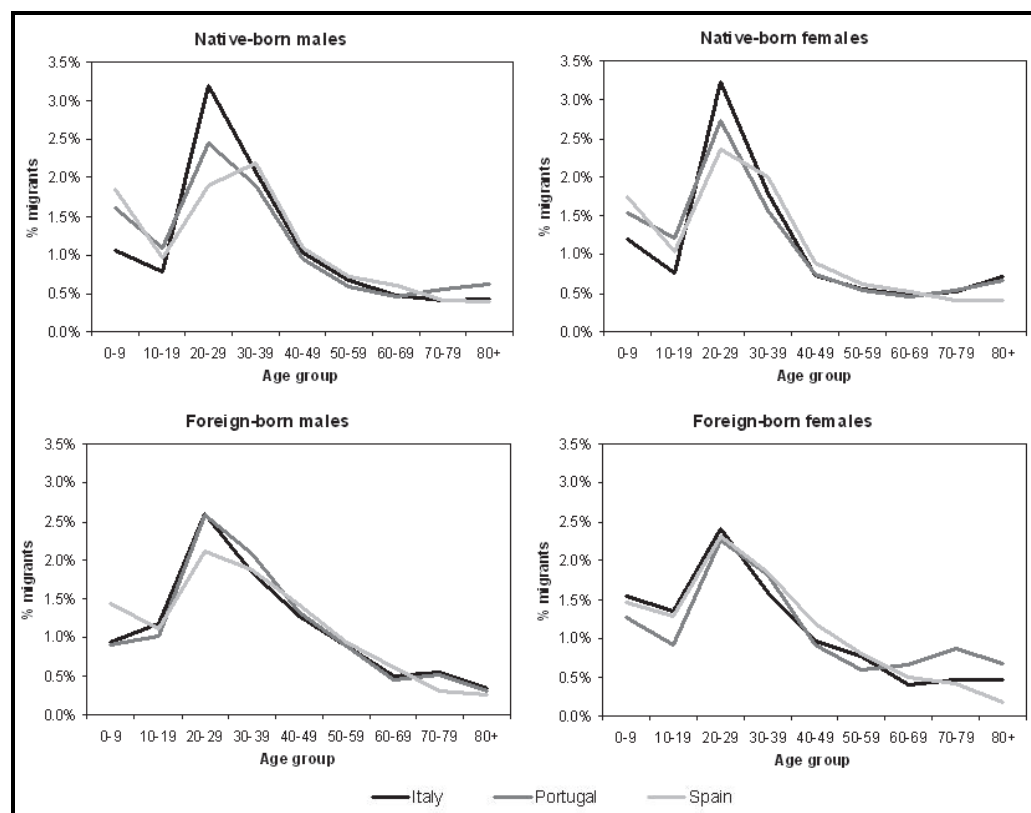 Native-born males
3.5%
3.0%
2.5%
2.0%
1.5%
1.0%
0.5%
0.0%
% migrants
0-9 10-19 20-29 30-39 40-49 50-59 60-69 70-79 80+
Age group
Native-born females
3.5%
3.0%
2.5%
2.0%
1.5%
1.0%
0.5%
0.0%
% migrants
0-9 10-19 20-29 30-39 40-49 50-59 60-69 70-79 80+
Age group
Foreign-born males
3.5%
3.0%
2.5%
2.0%
1.5%
1.0%
0.5%
0.0%
% migrants
0-9 10-19 20-29 30-39 40-49 50-59 60-69 70-79 80+
Age group
Foreign-born females
3.5%
3.0%
2.5%
2.0%
1.5%
1.0%
0.5%
0.0%
% migrants
0-9 10-19 20-29 30-39 40-49 50-59 60-69 70-79 80+
Age group
Italy Portugal Spain